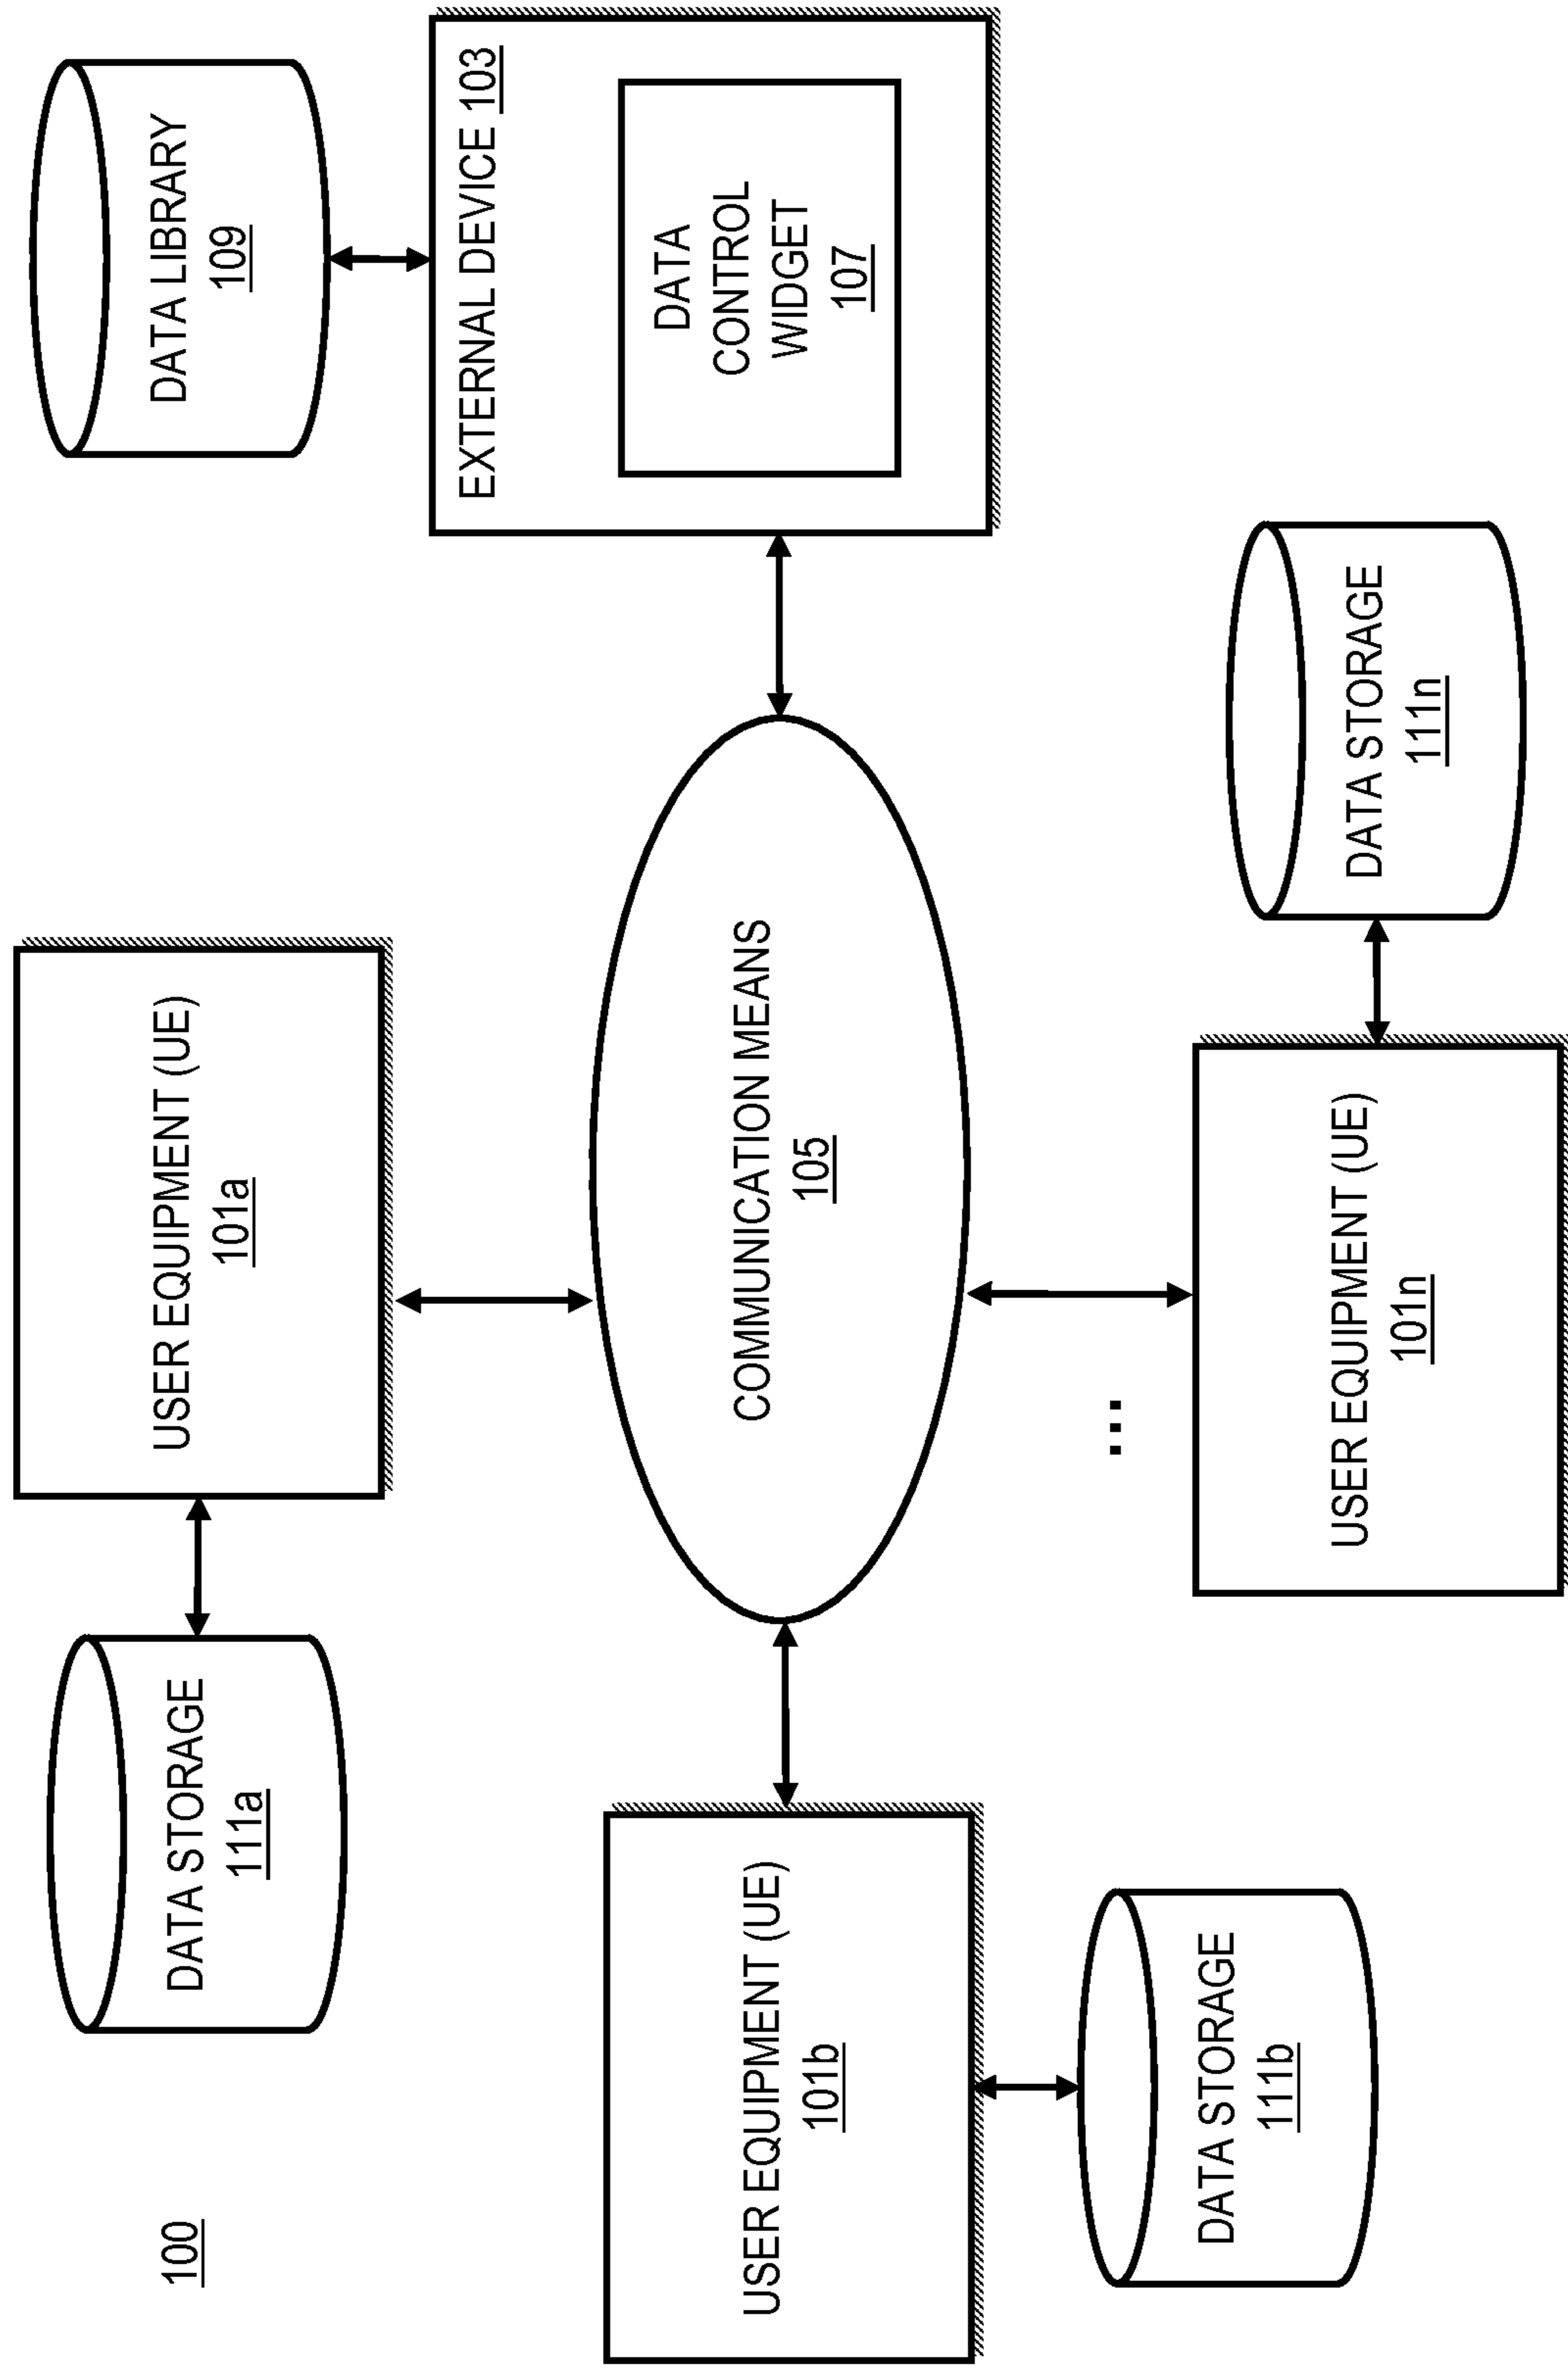 100
DATA STORAGE
111a
USER EQUIPMENT (UE)
101a
DATA LIBRARY
109
EXTERNAL DEVICE 103
DATA
CONTROL
WIDGET
107
COMMUNICATION MEANS
105
USER EQUIPMENT (UE)
101b
DATA STORAGE
111b
...
USER EQUIPMENT (UE)
101n
DATA STORAGE
111n